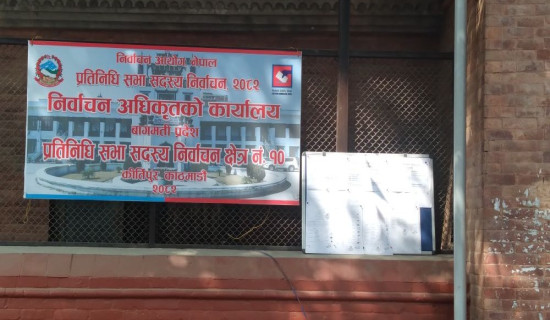 निर्वाचन आयोग नेपाल
प्रतिनिधि सभा सदस्य निर्वाचन २०८२
निर्वाचन अधिकृतको कार्यालय
बागमती प्रदेश
प्रतिनिधि सभा सदस्य निर्वाचन क्षेत्र नं. १०
कीर्तिपुर, काठमाडौं
२०८२